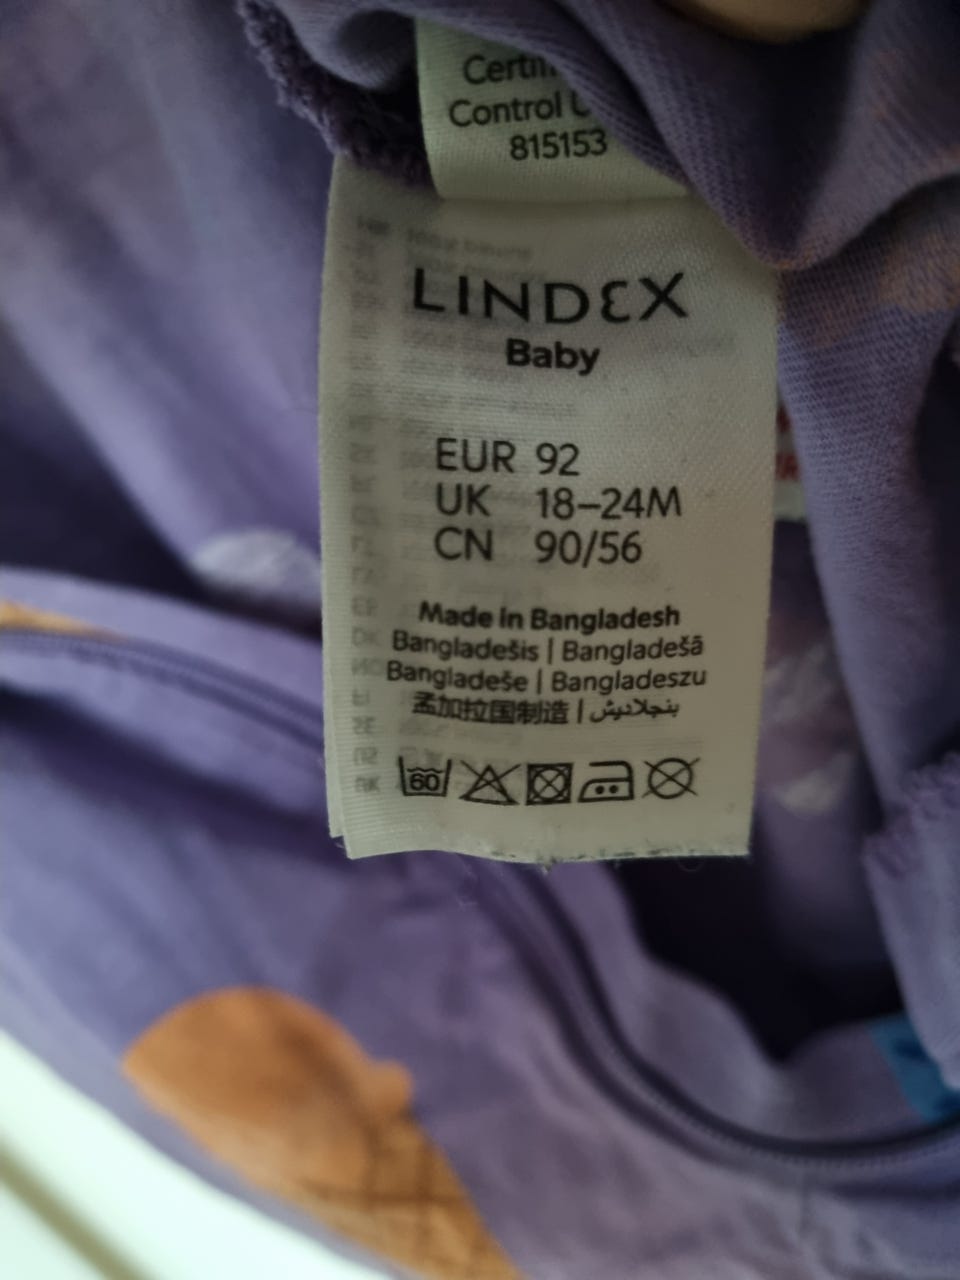 Control
815153
LINDEX
Baby
EUR 92
UK 18–24M
CN 90/56
Made in Bangladesh
Bangladešis | Bangladešā
Bangladeše | Bangladeszu
孟加拉国制造 | بنجلاديش
60